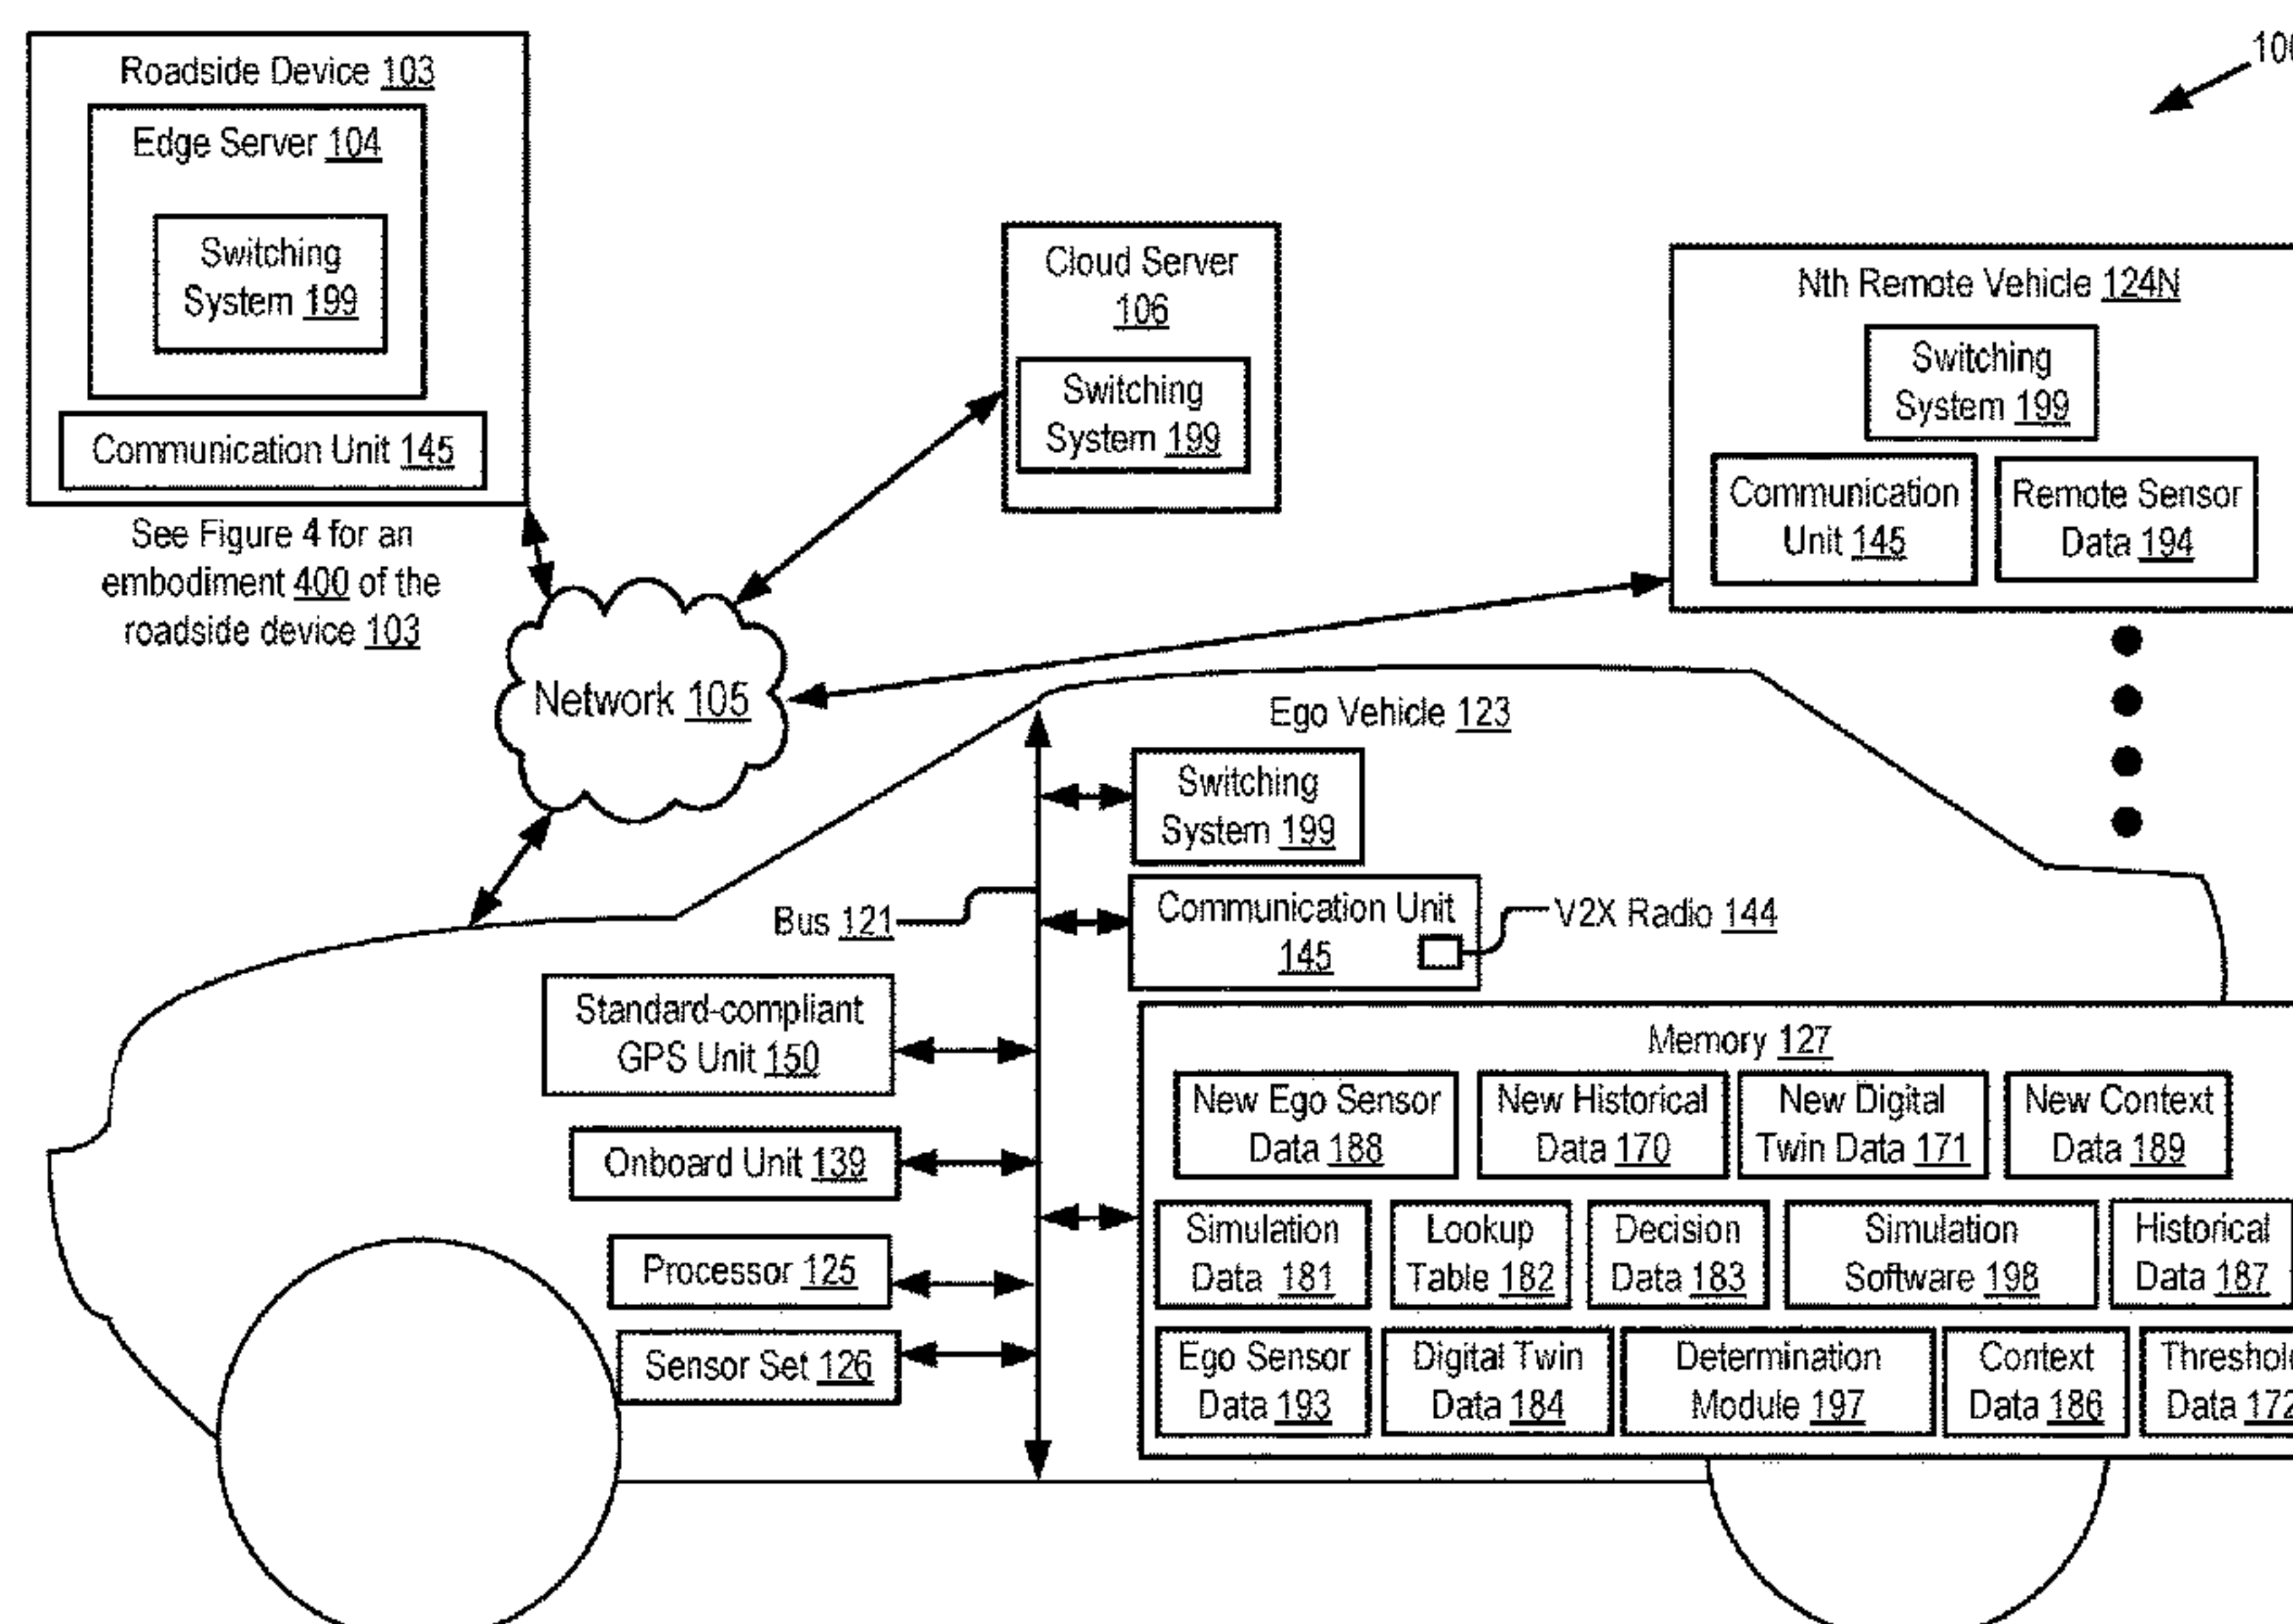 100
Roadside Device 103
Edge Server 104
Switching
System 199
Communication Unit 145
See Figure 4 for an
embodiment 400 of the
roadside device 103
Cloud Server
106
Switching
System 199
Nth Remote Vehicle 124N
Switching
System 199
Communication
Unit 145
Remote Sensor
Data 194
Network 105
Ego Vehicle 123
Switching
System 199
Bus 121
Communication Unit
145
V2X Radio 144
Standard-compliant
GPS Unit 150
Onboard Unit 139
Processor 125
Sensor Set 126
Memory 127
New Ego Sensor
Data 188
New Historical
Data 170
New Digital
Twin Data 171
New Context
Data 189
Simulation
Data 181
Lookup
Table 182
Decision
Data 183
Simulation
Software 198
Historical
Data 187
Ego Sensor
Data 193
Digital Twin
Data 184
Determination
Module 197
Context
Data 186
Threshold
Data 172